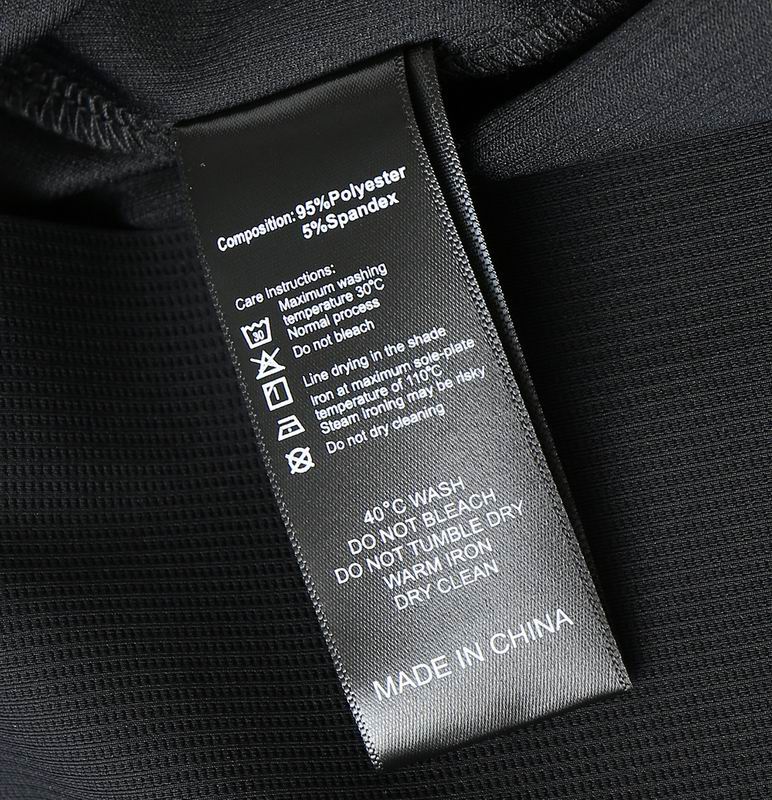 Composition: 95%Polyester
5%Spandex
Care Instructions:
Maximum washing
temperature 30°C
Normal process
30
Do not bleach
Line drying in the shade
Iron at maximum sole-plate
temperature of 110°C
Steam Ironing may be risky
Do not dry cleaning
40°C WASH
DO NOT BLEACH
DO NOT TUMBLE DRY
WARM IRON
DRY CLEAN
MADE IN CHINA